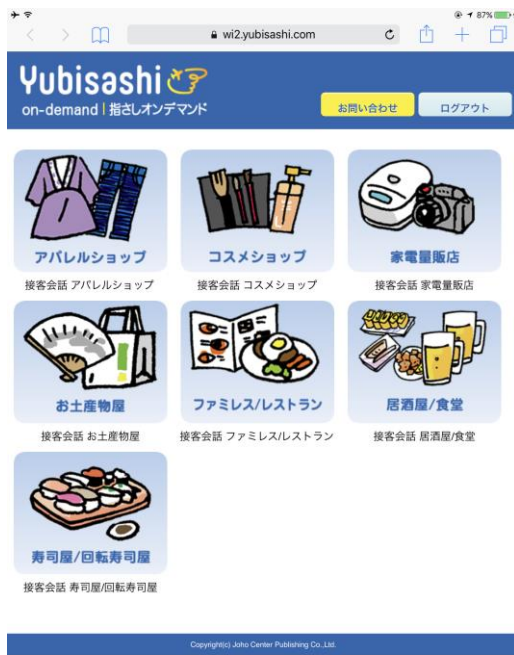 87%
wi2.yubisashi.com
Yubisashi
on-demand | 指さしオンデマンド
お問い合わせ
ログアウト
アパレルショップ
コスメショップ
家電量販店
接客会話 アパレルショップ
接客会話 コスメショップ
接客会話 家電量販店
お土産物屋
ファミレス/レストラン
居酒屋/食堂
接客会話 お土産物屋
接客会話 ファミレス/レストラン
接客会話 居酒屋/食堂
寿司屋/回転寿司屋
接客会話 寿司屋/回転寿司屋
Copyright(c) Joho Center Publishing Co.,Ltd.